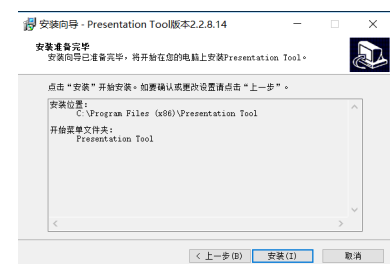 安装向导 - Presentation Tool版本2.2.8.14
安装准备完毕
安装向导已准备完毕，将开始在您的电脑上安装Presentation Tool。
点击“安装”开始安装。如要确认或更改设置请点击“上一步”。
安装位置：
C:\Program Files (x86)\Presentation Tool
开始菜单文件夹：
Presentation Tool
< 上一步(B)
安装(I)
取消